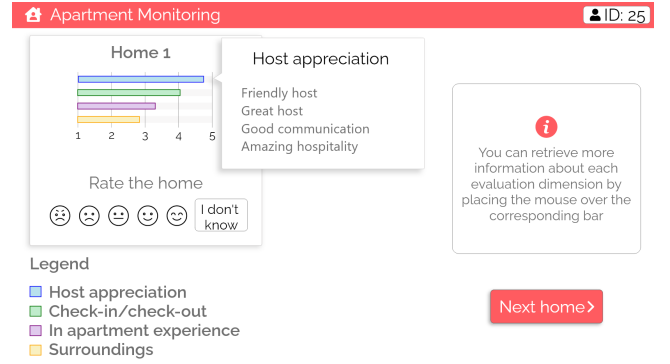 Apartment Monitoring
ID: 25
Home 1
1 2 3 4 5
Host appreciation
Friendly host
Great host
Good communication
Amazing hospitality
Rate the home
I don't
know
You can retrieve more
information about each
evaluation dimension by
placing the mouse over the
corresponding bar
Legend
Host appreciation
Check-in/check-out
In apartment experience
Surroundings
Next home